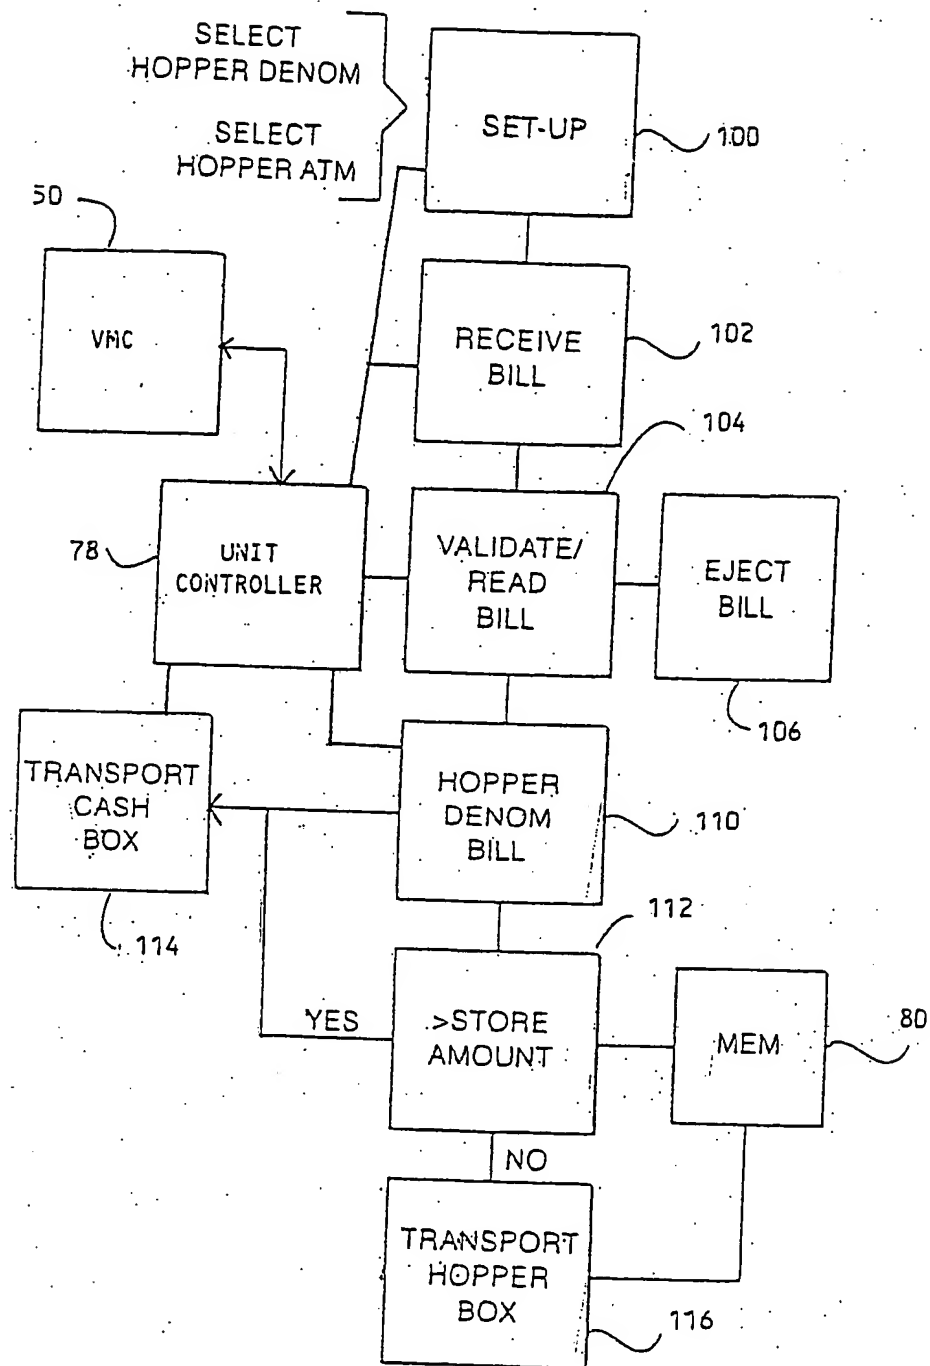 SELECT
HOPPER DENOM
SELECT
HOPPER ATM
SET-UP
100
50
VMC
RECEIVE
BILL
102
104
78
UNIT
CONTROLLER
VALIDATE/
READ
BILL
EJECT
BILL
106
TRANSPORT
CASH
BOX
114
HOPPER
DENOM
BILL
110
112
YES
>STORE
AMOUNT
MEM
80
NO
TRANSPORT
HOPPER
BOX
116